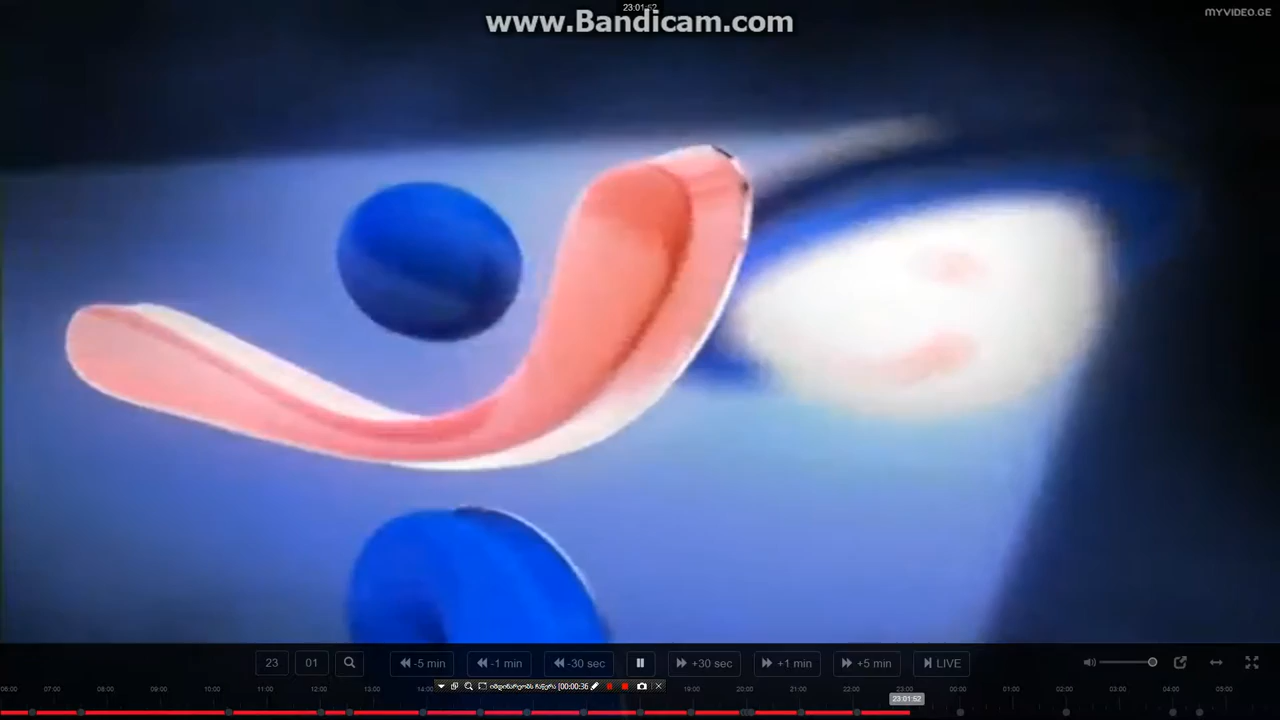 23:01:52
www.Bandicam.com
MYVIDEO.GE
23 01 -5 min -1 min -30 sec +30 sec +1 min +5 min LIVE
06:00 07:00 08:00 09:00 10:00 11:00 12:00 13:00 14:00 19:00 20:00 21:00 22:00 23:00 00:00 01:00 02:00 03:00 04:00 05:00
[00:00:36]
23:01:52